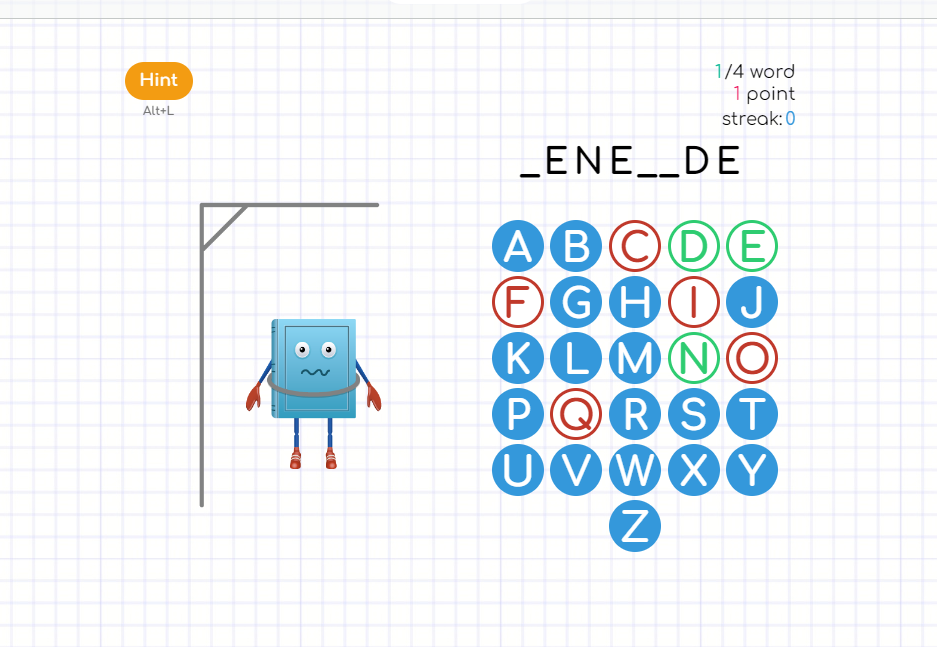 Hint
Alt+L
1/4 word
1 point
streak: 0
_ENE__DE
A B C D E
F G H I J
K L M N O
P Q R S T
U V W X Y
Z